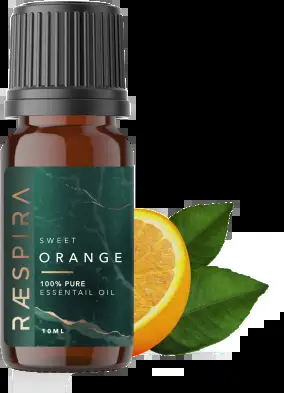 RÆSPIRA
SWEET
ORANGE
100% PURE
ESSENTAIL OIL
10ML